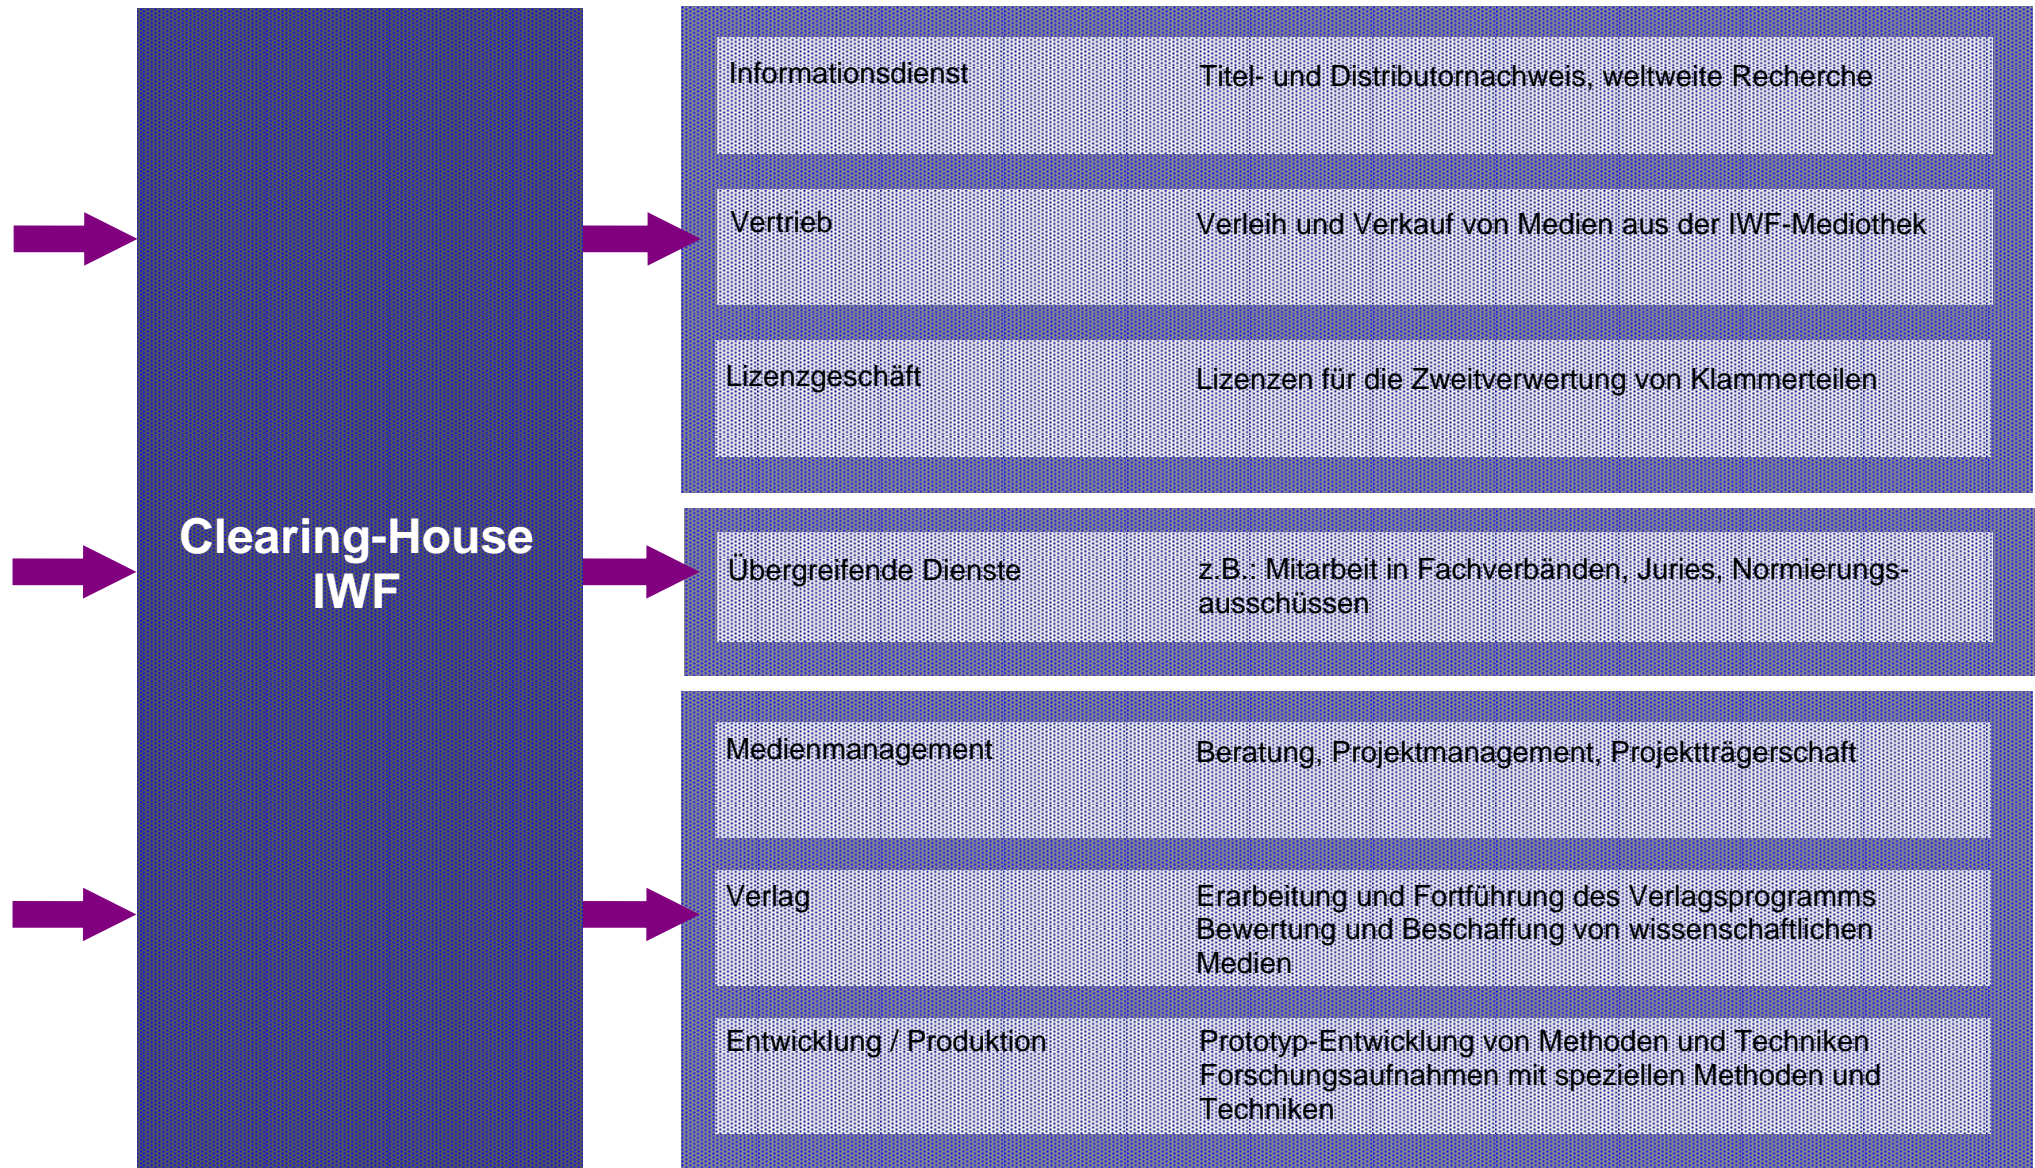 Clearing-House
IWF
Informationsdienst
Titel- und Distributornachweis, weltweite Recherche
Vertrieb
Verleih und Verkauf von Medien aus der IWF-Mediothek
Lizenzgeschäft
Lizenzen für die Zweitverwertung von Klammerteilen
Übergreifende Dienste
z.B.: Mitarbeit in Fachverbänden, Juries, Normierungs-
ausschüssen
Medienmanagement
Beratung, Projektmanagement, Projektträgerschaft
Verlag
Erarbeitung und Fortführung des Verlagsprogramms
Bewertung und Beschaffung von wissenschaftlichen
Medien
Entwicklung / Produktion
Prototyp-Entwicklung von Methoden und Techniken
Forschungsaufnahmen mit speziellen Methoden und
Techniken